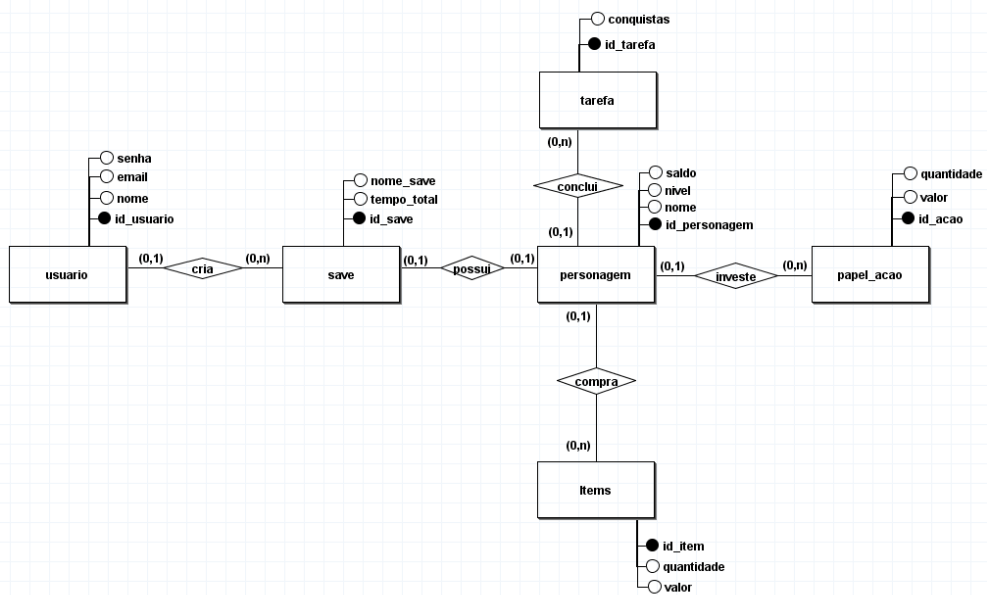 conquistas
id_tarefa
tarefa
(0,n)
conclui
(0,1)
senha
email
nome
id_usuario
usuario
(0,1)
cria
(0,n)
nome_save
tempo_total
id_save
save
(0,1)
possui
(0,1)
saldo
nivel
nome
id_personagem
personagem
(0,1)
investe
(0,n)
quantidade
valor
id_acao
papel_acao
(0,1)
compra
(0,n)
Items
id_item
quantidade
valor